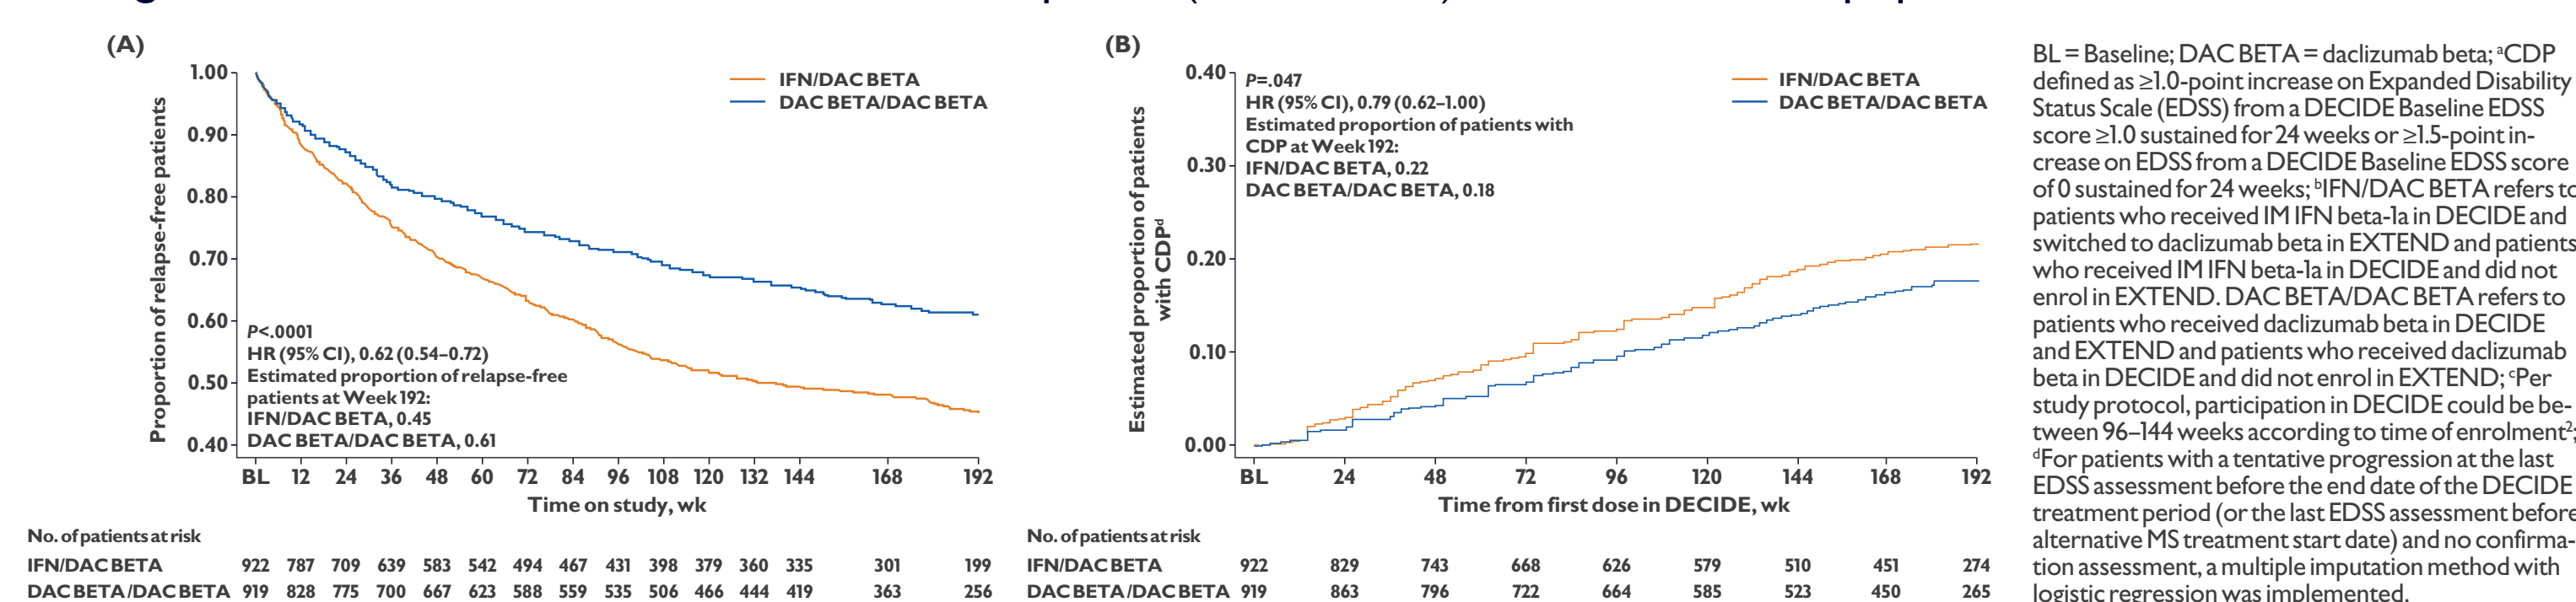 (A)
1.00
0.90
0.80
0.70
0.60
0.50
0.40
Proportion of relapse-free patients
IFN/DAC BETA
DAC BETA/DAC BETA
P<.0001
HR (95% CI), 0.62 (0.54–0.72)
Estimated proportion of relapse-free
patients at Week 192:
IFN/DAC BETA, 0.45
DAC BETA/DAC BETA, 0.61
BL 12 24 36 48 60 72 84 96 108 120 132 144 168 192
Time on study, wk
No. of patients at risk
IFN/DAC BETA 922 787 709 639 583 542 494 467 431 398 379 360 335 301 199
DAC BETA/DAC BETA 919 828 775 700 667 623 588 559 535 506 466 444 419 363 256
(B)
0.40
0.30
0.20
0.10
0.00
Estimated proportion of patients
with CDPᵈ
P=.047
HR (95% CI), 0.79 (0.62–1.00)
Estimated proportion of patients with
CDP at Week 192:
IFN/DAC BETA, 0.22
DAC BETA/DAC BETA, 0.18
IFN/DAC BETA
DAC BETA/DAC BETA
BL 24 48 72 96 120 144 168 192
Time from first dose in DECIDE, wk
No. of patients at risk
IFN/DAC BETA 922 829 743 668 626 579 510 451 274
DAC BETA/DAC BETA 919 863 796 722 664 585 523 450 265
BL = Baseline; DAC BETA = daclizumab beta; ᵃCDP
defined as ≥1.0-point increase on Expanded Disability
Status Scale (EDSS) from a DECIDE Baseline EDSS
score ≥1.0 sustained for 24 weeks or ≥1.5-point in-
crease on EDSS from a DECIDE Baseline EDSS score
of 0 sustained for 24 weeks; ᵇIFN/DAC BETA refers to
patients who received IM IFN beta-1a in DECIDE and
switched to daclizumab beta in EXTEND and patients
who received IM IFN beta-1a in DECIDE and did not
enrol in EXTEND. DAC BETA/DAC BETA refers to
patients who received daclizumab beta in DECIDE
and EXTEND and patients who received daclizumab
beta in DECIDE and did not enrol in EXTEND; ᶜPer
study protocol, participation in DECIDE could be be-
tween 96–144 weeks according to time of enrolment²;
ᵈFor patients with a tentative progression at the last
EDSS assessment before the end date of the DECIDE
treatment period (or the last EDSS assessment before
alternative MS treatment start date) and no confirma-
tion assessment, a multiple imputation method with
logistic regression was implemented.